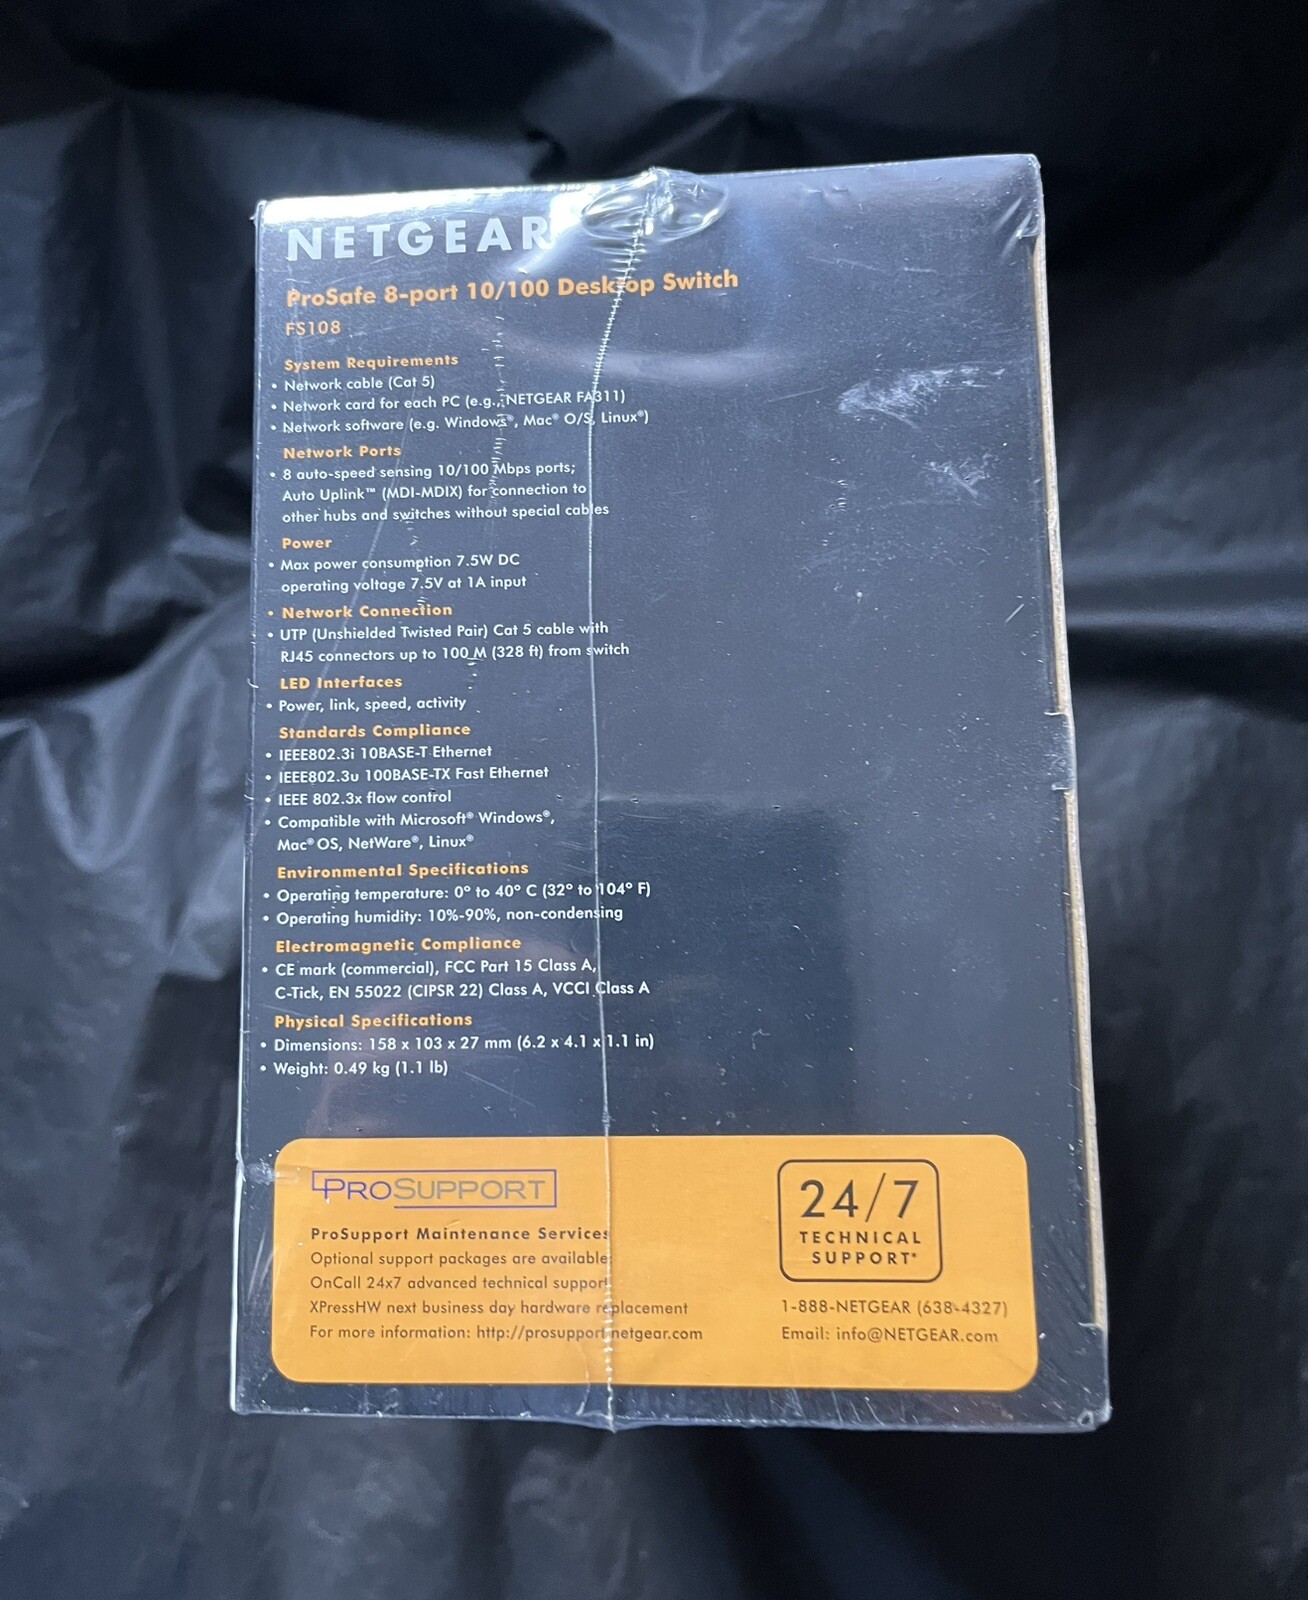 NETGEAR
ProSafe 8-port 10/100 Desktop Switch
FS108
System Requirements
• Network cable (Cat 5)
• Network card for each PC (e.g., NETGEAR FA311)
• Network software (e.g. Windows®, Mac® O/S, Linux®)
Network Ports
• 8 auto-speed sensing 10/100 Mbps ports;
Auto Uplink™ (MDI-MDIX) for connection to
other hubs and switches without special cables
Power
• Max power consumption 7.5W DC
operating voltage 7.5V at 1A input
• Network Connection
• UTP (Unshielded Twisted Pair) Cat 5 cable with
RJ45 connectors up to 100 M (328 ft) from switch
LED Interfaces
• Power, link, speed, activity
Standards Compliance
• IEEE802.3i 10BASE-T Ethernet
• IEEE802.3u 100BASE-TX Fast Ethernet
• IEEE 802.3x flow control
• Compatible with Microsoft® Windows®,
Mac® OS, NetWare®, Linux®
Environmental Specifications
• Operating temperature: 0° to 40° C (32° to 104° F)
• Operating humidity: 10%-90%, non-condensing
Electromagnetic Compliance
• CE mark (commercial), FCC Part 15 Class A,
C-Tick, EN 55022 (CIPSR 22) Class A, VCCI Class A
Physical Specifications
• Dimensions: 158 x 103 x 27 mm (6.2 x 4.1 x 1.1 in)
• Weight: 0.49 kg (1.1 lb)
PROSUPPORT
ProSupport Maintenance Services
Optional support packages are available:
OnCall 24x7 advanced technical support
XPressHW next business day hardware replacement
For more information: http://prosupport.netgear.com
24/7
TECHNICAL
SUPPORT*
1-888-NETGEAR (638-4327)
Email: info@NETGEAR.com